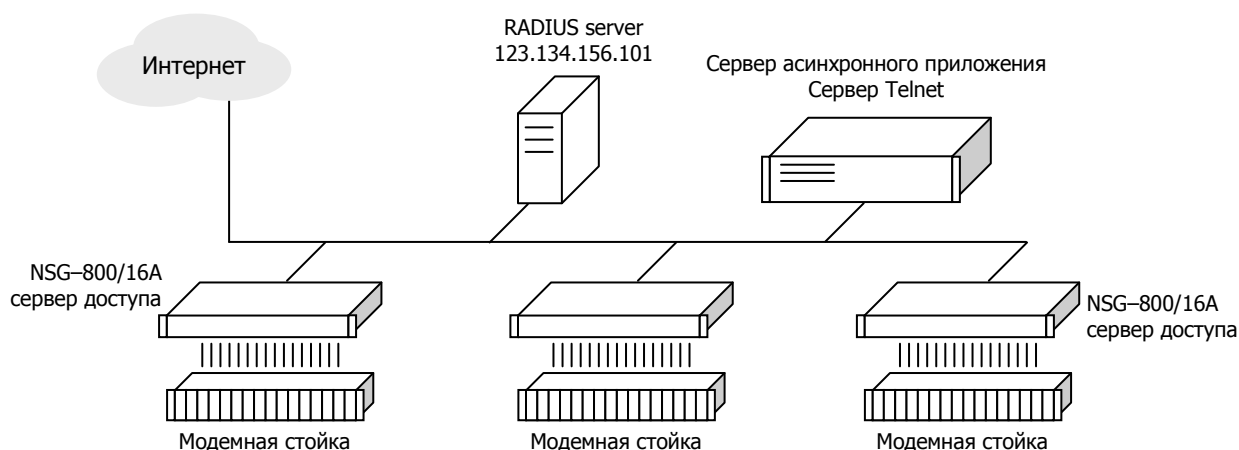 RADIUS server
123.134.156.101
Интернет
Сервер асинхронного приложения
Сервер Telnet
NSG–800/16A
сервер доступа
NSG–800/16A
сервер доступа
Модемная стойка
Модемная стойка
Модемная стойка